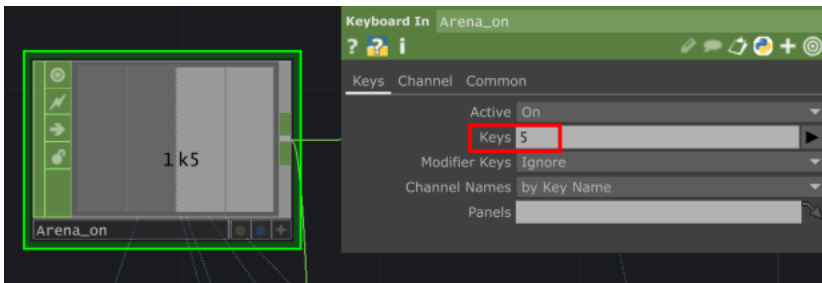 Keyboard In Arena_on
? i
Keys Channel Common
Active On
Keys 5
1 k5
Modifier Keys Ignore
Channel Names by Key Name
Panels
Arena_on